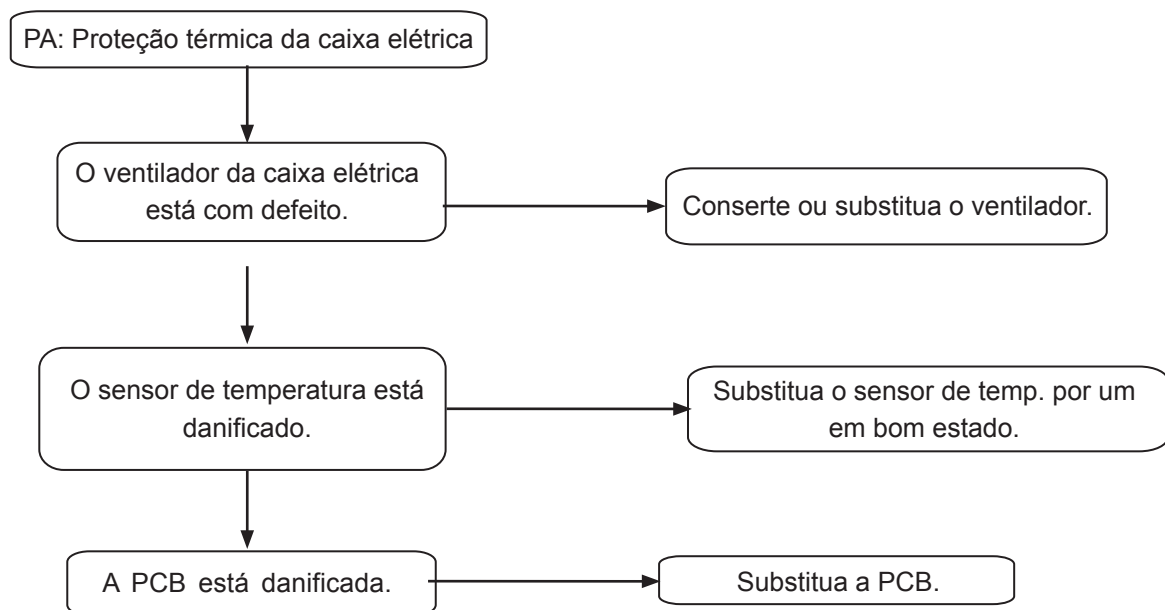 PA: Proteção térmica da caixa elétrica
O ventilador da caixa elétrica
está com defeito.
Conserte ou substitua o ventilador.
O sensor de temperatura está
danificado.
Substitua o sensor de temp. por um
em bom estado.
A PCB está danificada.
Substitua a PCB.